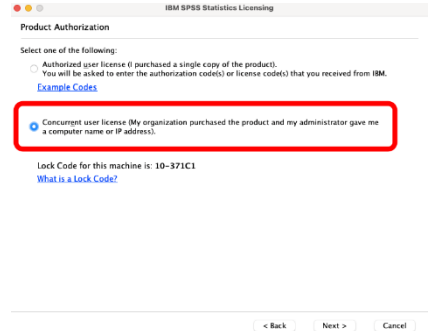 IBM SPSS Statistics Licensing
Product Authorization
Select one of the following:
Authorized user license (I purchased a single copy of the product).
You will be asked to enter the authorization code(s) or license code(s) that you received from IBM.
Example Codes
Concurrent user license (My organization purchased the product and my administrator gave me
a computer name or IP address).
Lock Code for this machine is: 10-371C1
What is a Lock Code?
< Back Next > Cancel